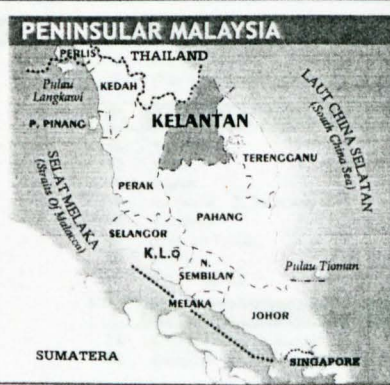 PENINSULAR MALAYSIA
PERLIS
THAILAND
Pulau
Langkawi
KEDAH
LAUT CHINA SELATAN
(South China Sea)
P. PINANG
KELANTAN
TERENGGANU
SELAT MELAKA
(Straits Of Malacca)
PERAK
PAHANG
SELANGOR
K.L.
N.
SEMBILAN
Pulau Tioman
MELAKA
JOHOR
SUMATERA
SINGAPORE